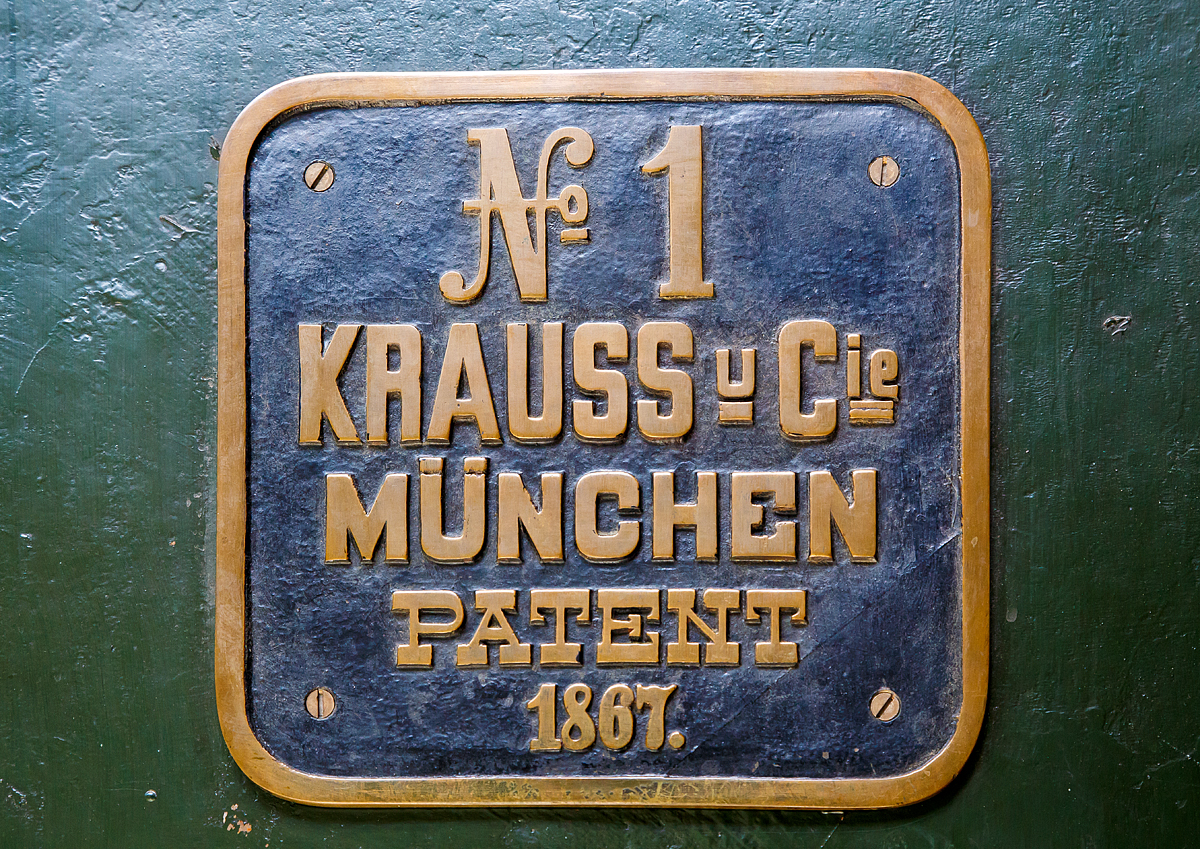 No 1
KRAUSS u Cie
MÜNCHEN
PATENT
1867.